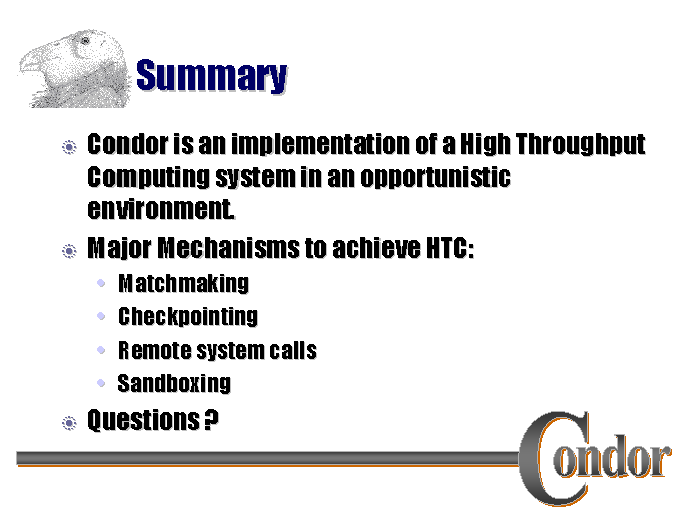 Summary
Condor is an implementation of a High Throughput
Computing system in an opportunistic
environment.
Major Mechanisms to achieve HTC:
Matchmaking
Checkpointing
Remote system calls
Sandboxing
Questions ?
Condor